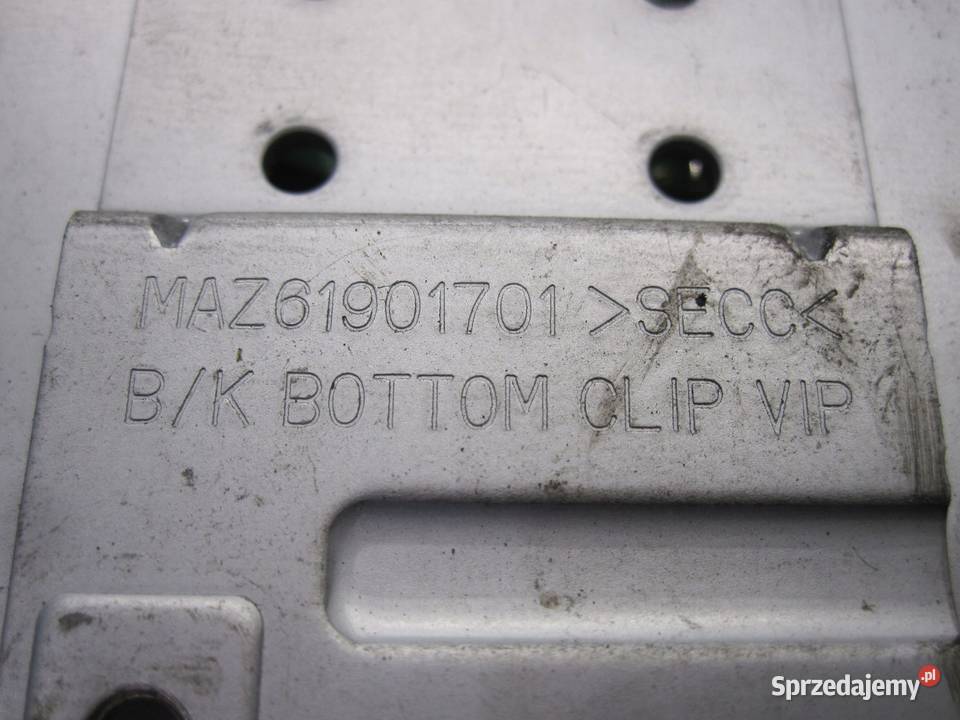 MAZ61901701 >SECC<
B/K BOTTOM CLIP VIP
Sprzedajemy.pl